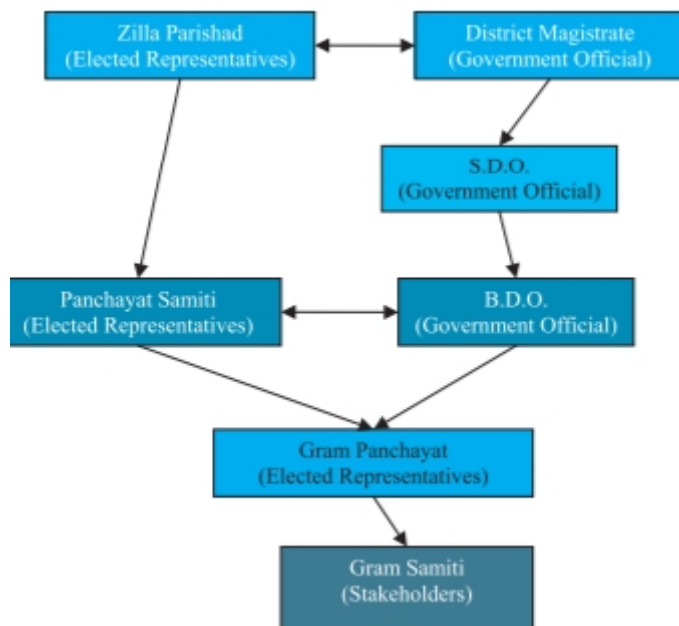 Zilla Parishad
(Elected Representatives)
District Magistrate
(Government Official)
S.D.O.
(Government Official)
Panchayat Samiti
(Elected Representatives)
B.D.O.
(Government Official)
Gram Panchayat
(Elected Representatives)
Gram Samiti
(Stakeholders)